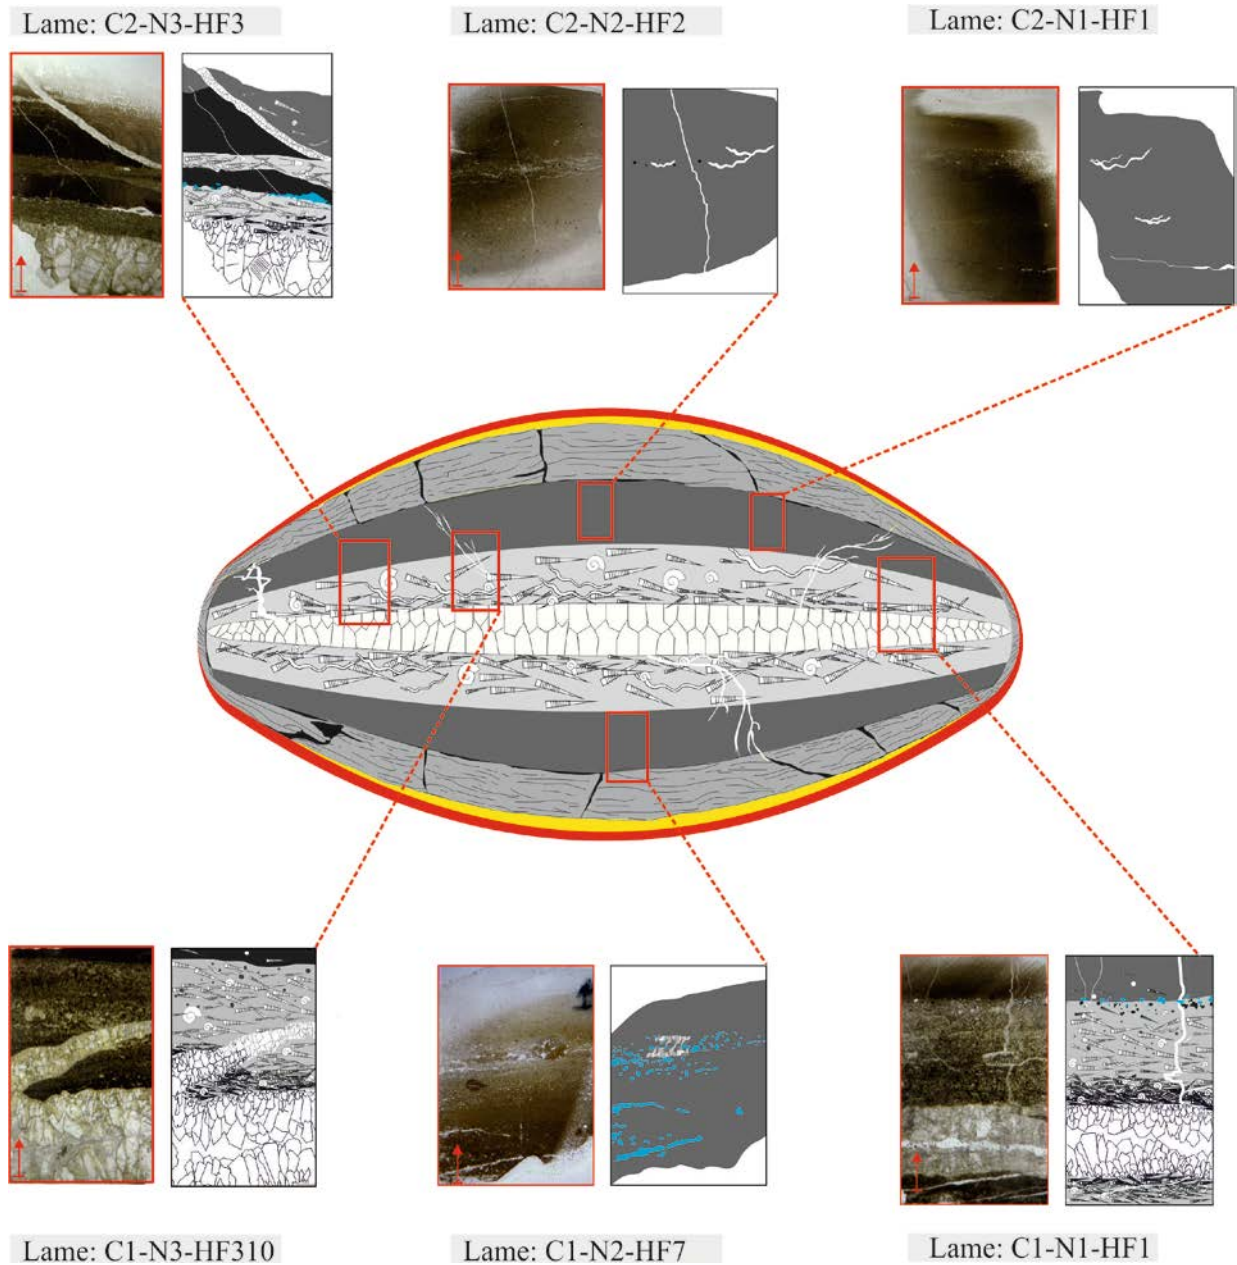 Lame: C2-N3-HF3
Lame: C2-N2-HF2
Lame: C2-N1-HF1
Lame: C1-N3-HF310
Lame: C1-N2-HF7
Lame: C1-N1-HF1